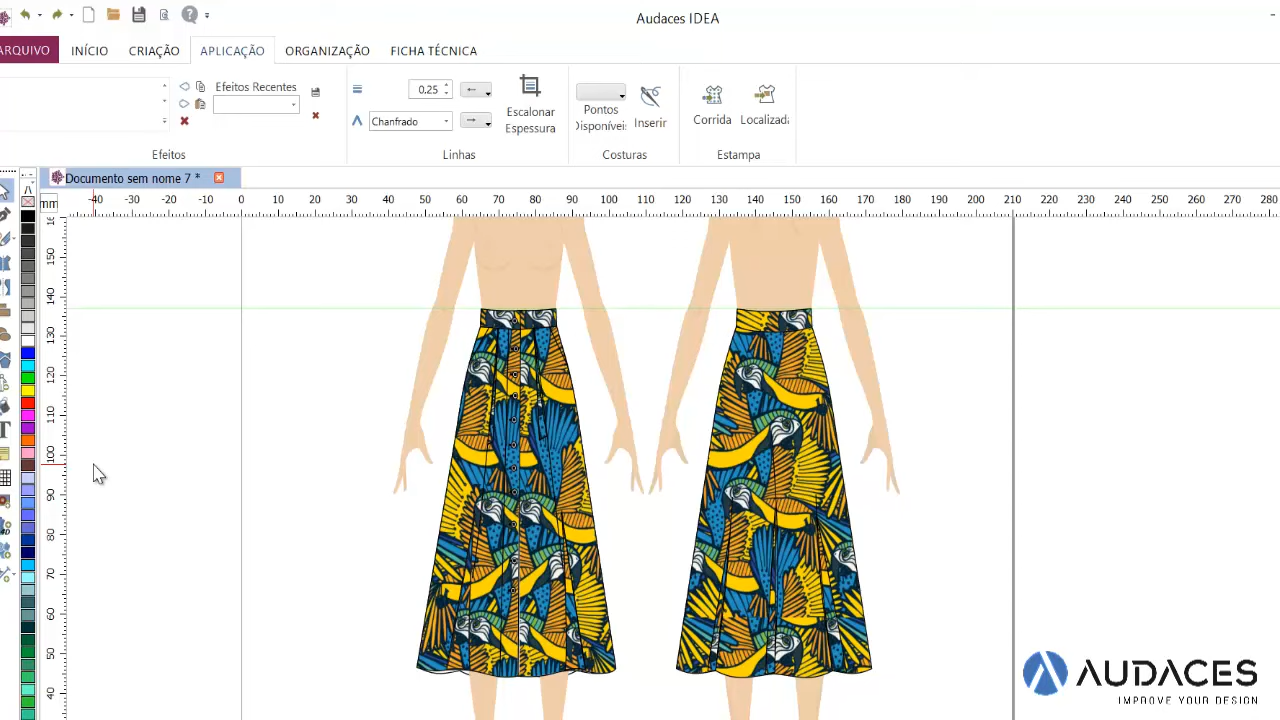 Audaces IDEA
ARQUIVO INÍCIO CRIAÇÃO APLICAÇÃO ORGANIZAÇÃO FICHA TÉCNICA
Efeitos Recentes
0.25
Chanfrado
Escalonar
Espessura
Pontos
Disponívei:
Inserir
Corrida
Localizada
Efeitos
Linhas
Costuras
Estampa
Documento sem nome 7 *
mm
-40 -30 -20 -10 0 10 20 30 40 50 60 70 80 90 100 110 120 130 140 150 160 170 180 190 200 210 220 230 240 250 260 270 280
150
140
130
120
110
100
90
80
70
60
50
40
AUDACES
IMPROVE YOUR DESIGN